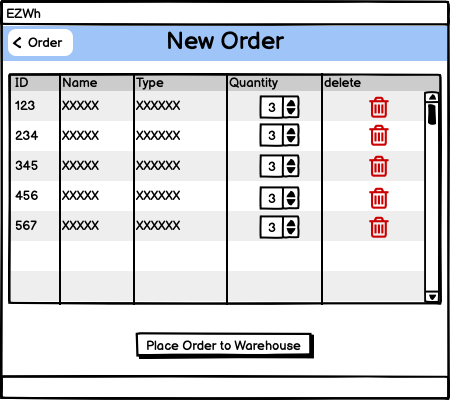 EZWh
Order
New Order
ID Name Type Quantity delete
123 XXXXX XXXXXX 3
234 XXXXX XXXXXX 3
345 XXXXX XXXXXX 3
456 XXXXX XXXXXX 3
567 XXXXX XXXXXX 3
Place Order to Warehouse